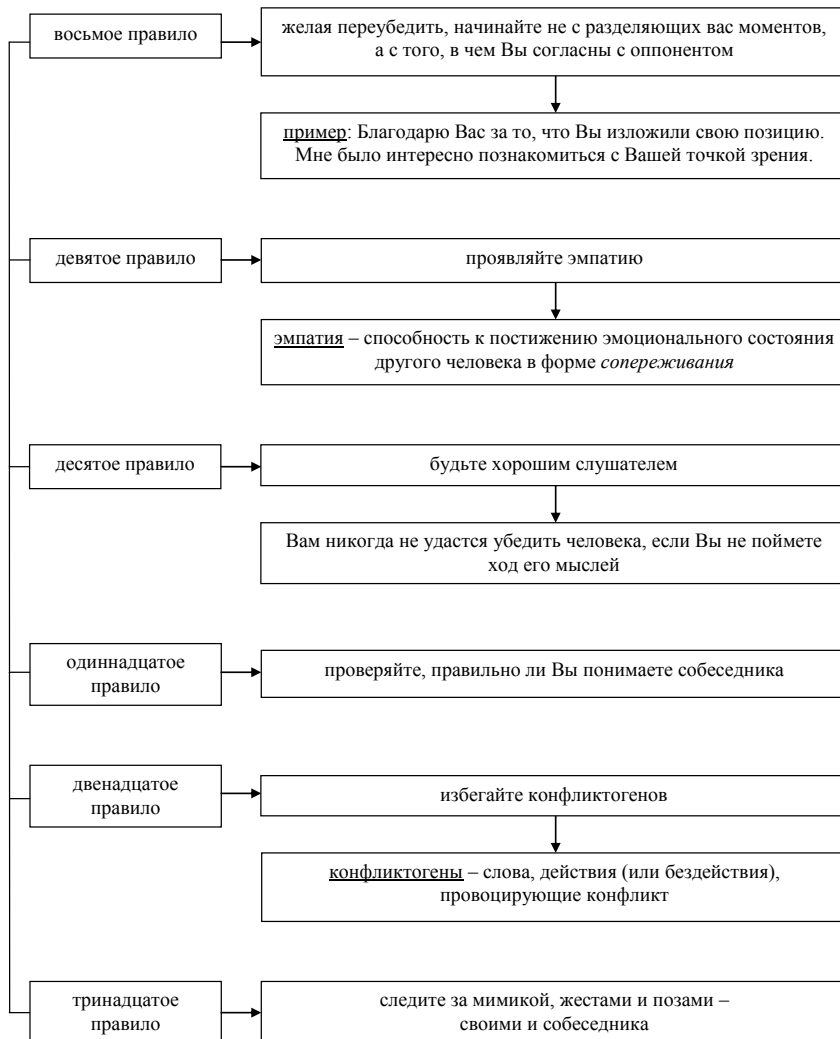 восьмое правило
желая переубедить, начинайте не с разделяющих вас моментов,
а с того, в чем Вы согласны с оппонентом
пример: Благодарю Вас за то, что Вы изложили свою позицию.
Мне было интересно познакомиться с Вашей точкой зрения.
девятое правило
проявляйте эмпатию
эмпатия – способность к постижению эмоционального состояния
другого человека в форме сопереживания
десятое правило
будьте хорошим слушателем
Вам никогда не удастся убедить человека, если Вы не поймете
ход его мыслей
одиннадцатое
правило
проверяйте, правильно ли Вы понимаете собеседника
двенадцатое
правило
избегайте конфликтогенов
конфликтогены – слова, действия (или бездействия),
провоцирующие конфликт
тринадцатое
правило
следите за мимикой, жестами и позами –
своими и собеседника